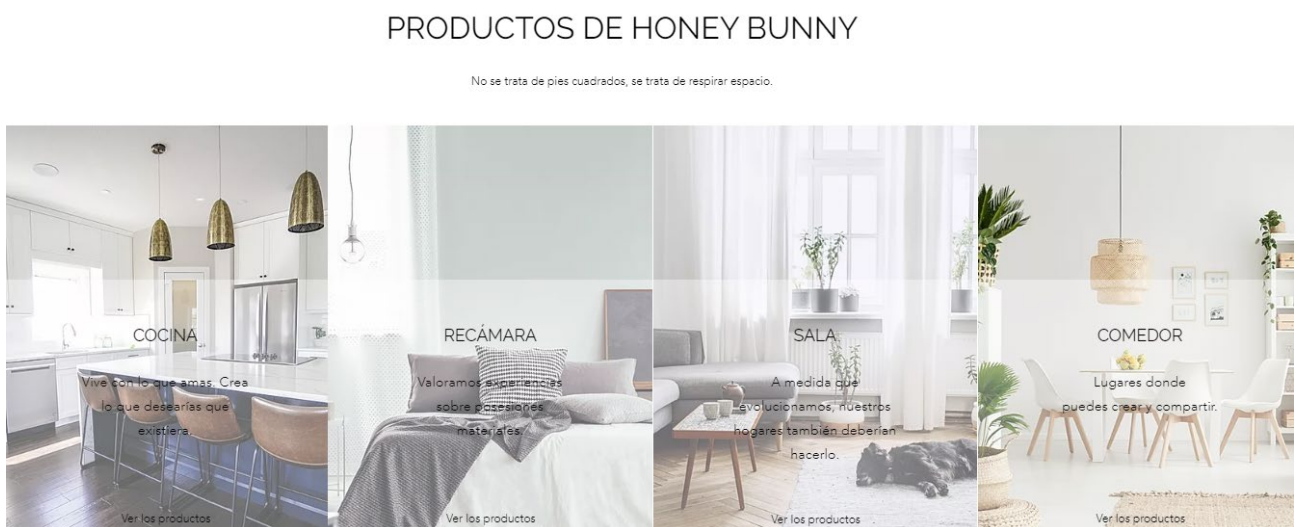 PRODUCTOS DE HONEY BUNNY
No se trata de pies cuadrados, se trata de respirar espacio.
COCINA
Vive con lo que amas. Crea
lo que desearías que
existiera.
Ver los productos
RECÁMARA
Valoramos experiencias
sobre posesiones
materiales.
Ver los productos
SALA
A medida que
evolucionamos, nuestros
hogares también deberían
hacerlo.
Ver los productos
COMEDOR
Lugares donde
puedes crear y compartir.
Ver los productos